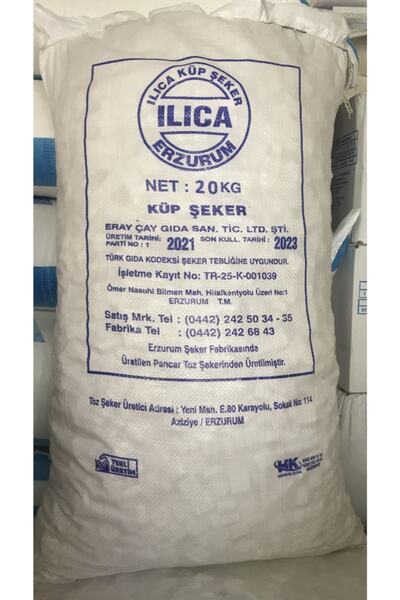 ILICA KÜP ŞEKER
ILICA
ERZURUM
NET : 20 KG
KÜP ŞEKER
ERAY ÇAY GIDA SAN. TİC. LTD. ŞTİ.
ÜRETİM TARİHİ: 2021 SON KULL. TARİHİ : 2023
PARTİ NO : 1
TÜRK GIDA KODEKSİ ŞEKER TEBLİĞİNE UYGUNDUR.
İşletme Kayıt No: TR-25-K-001039
Ömer Nasuhi Bilmen Mah, Hilalkentyolu Üzeri No:1
ERZURUM T.M.
Satış Mrk. Tel : (0442) 242 50 34 - 35
Fabrika Tel : (0442) 242 68 43
Erzurum Şeker Fabrikasında
Üretilen Pancar Toz Şekerinden Üretilmiştir.
Toz Şeker Üretici Adresi : Yeni Mah. E.80 Karayolu, Sokak No: 114
Aziziye / ERZURUM
YERLİ
ÜRETİM
HK